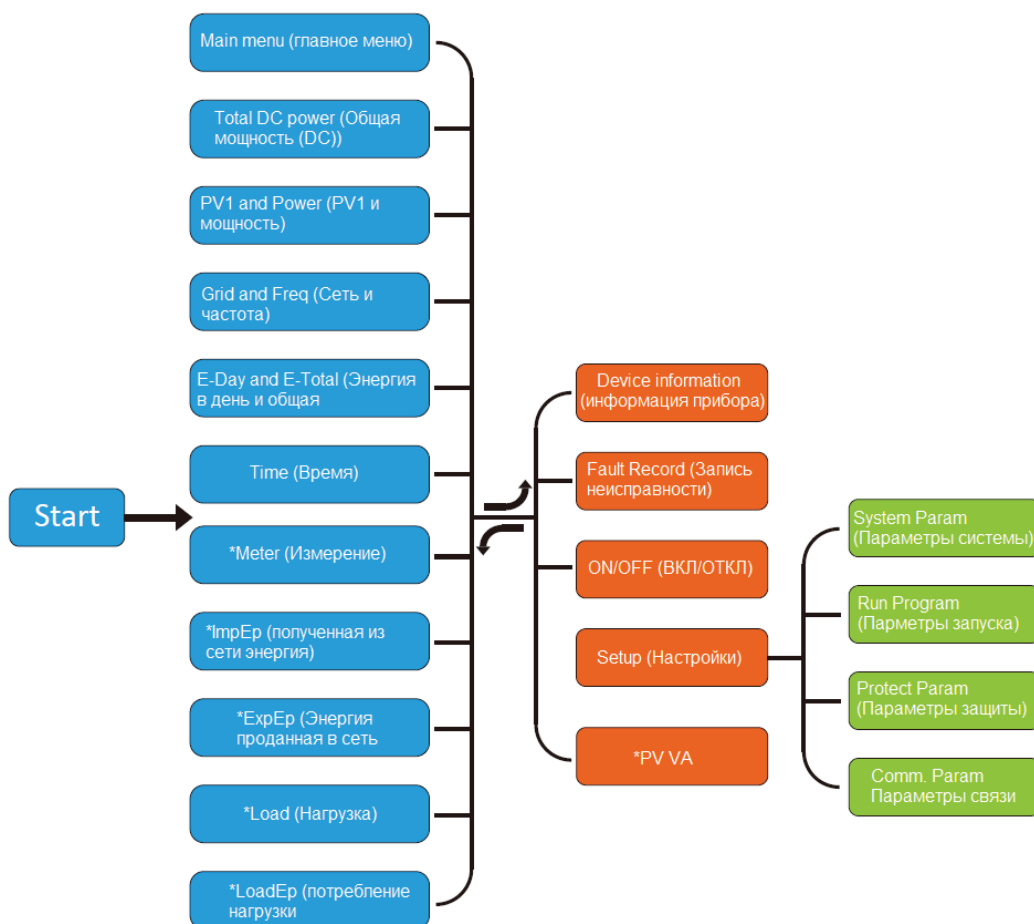 Main menu (главное меню)
Total DC power (Общая
мощность (DC))
PV1 and Power (PV1 и
мощность)
Grid and Freq (Сеть и
частота)
E-Day and E-Total (Энергия
в день и общая
Time (Время)
Start
*Meter (Измерение)
*ImpEp (полученная из
сети энергия)
*ExpEp (Энергия
проданная в сеть
*Load (Нагрузка)
*LoadEp (потребление
нагрузки
Device information
(информация прибора)
Fault Record (Запись
неисправности)
ON/OFF (ВКЛ/ОТКЛ)
Setup (Настройки)
*PV VA
System Param
(Параметры системы)
Run Program
(Парметры запуска)
Protect Param
(Параметры защиты)
Comm. Param
Параметры связи